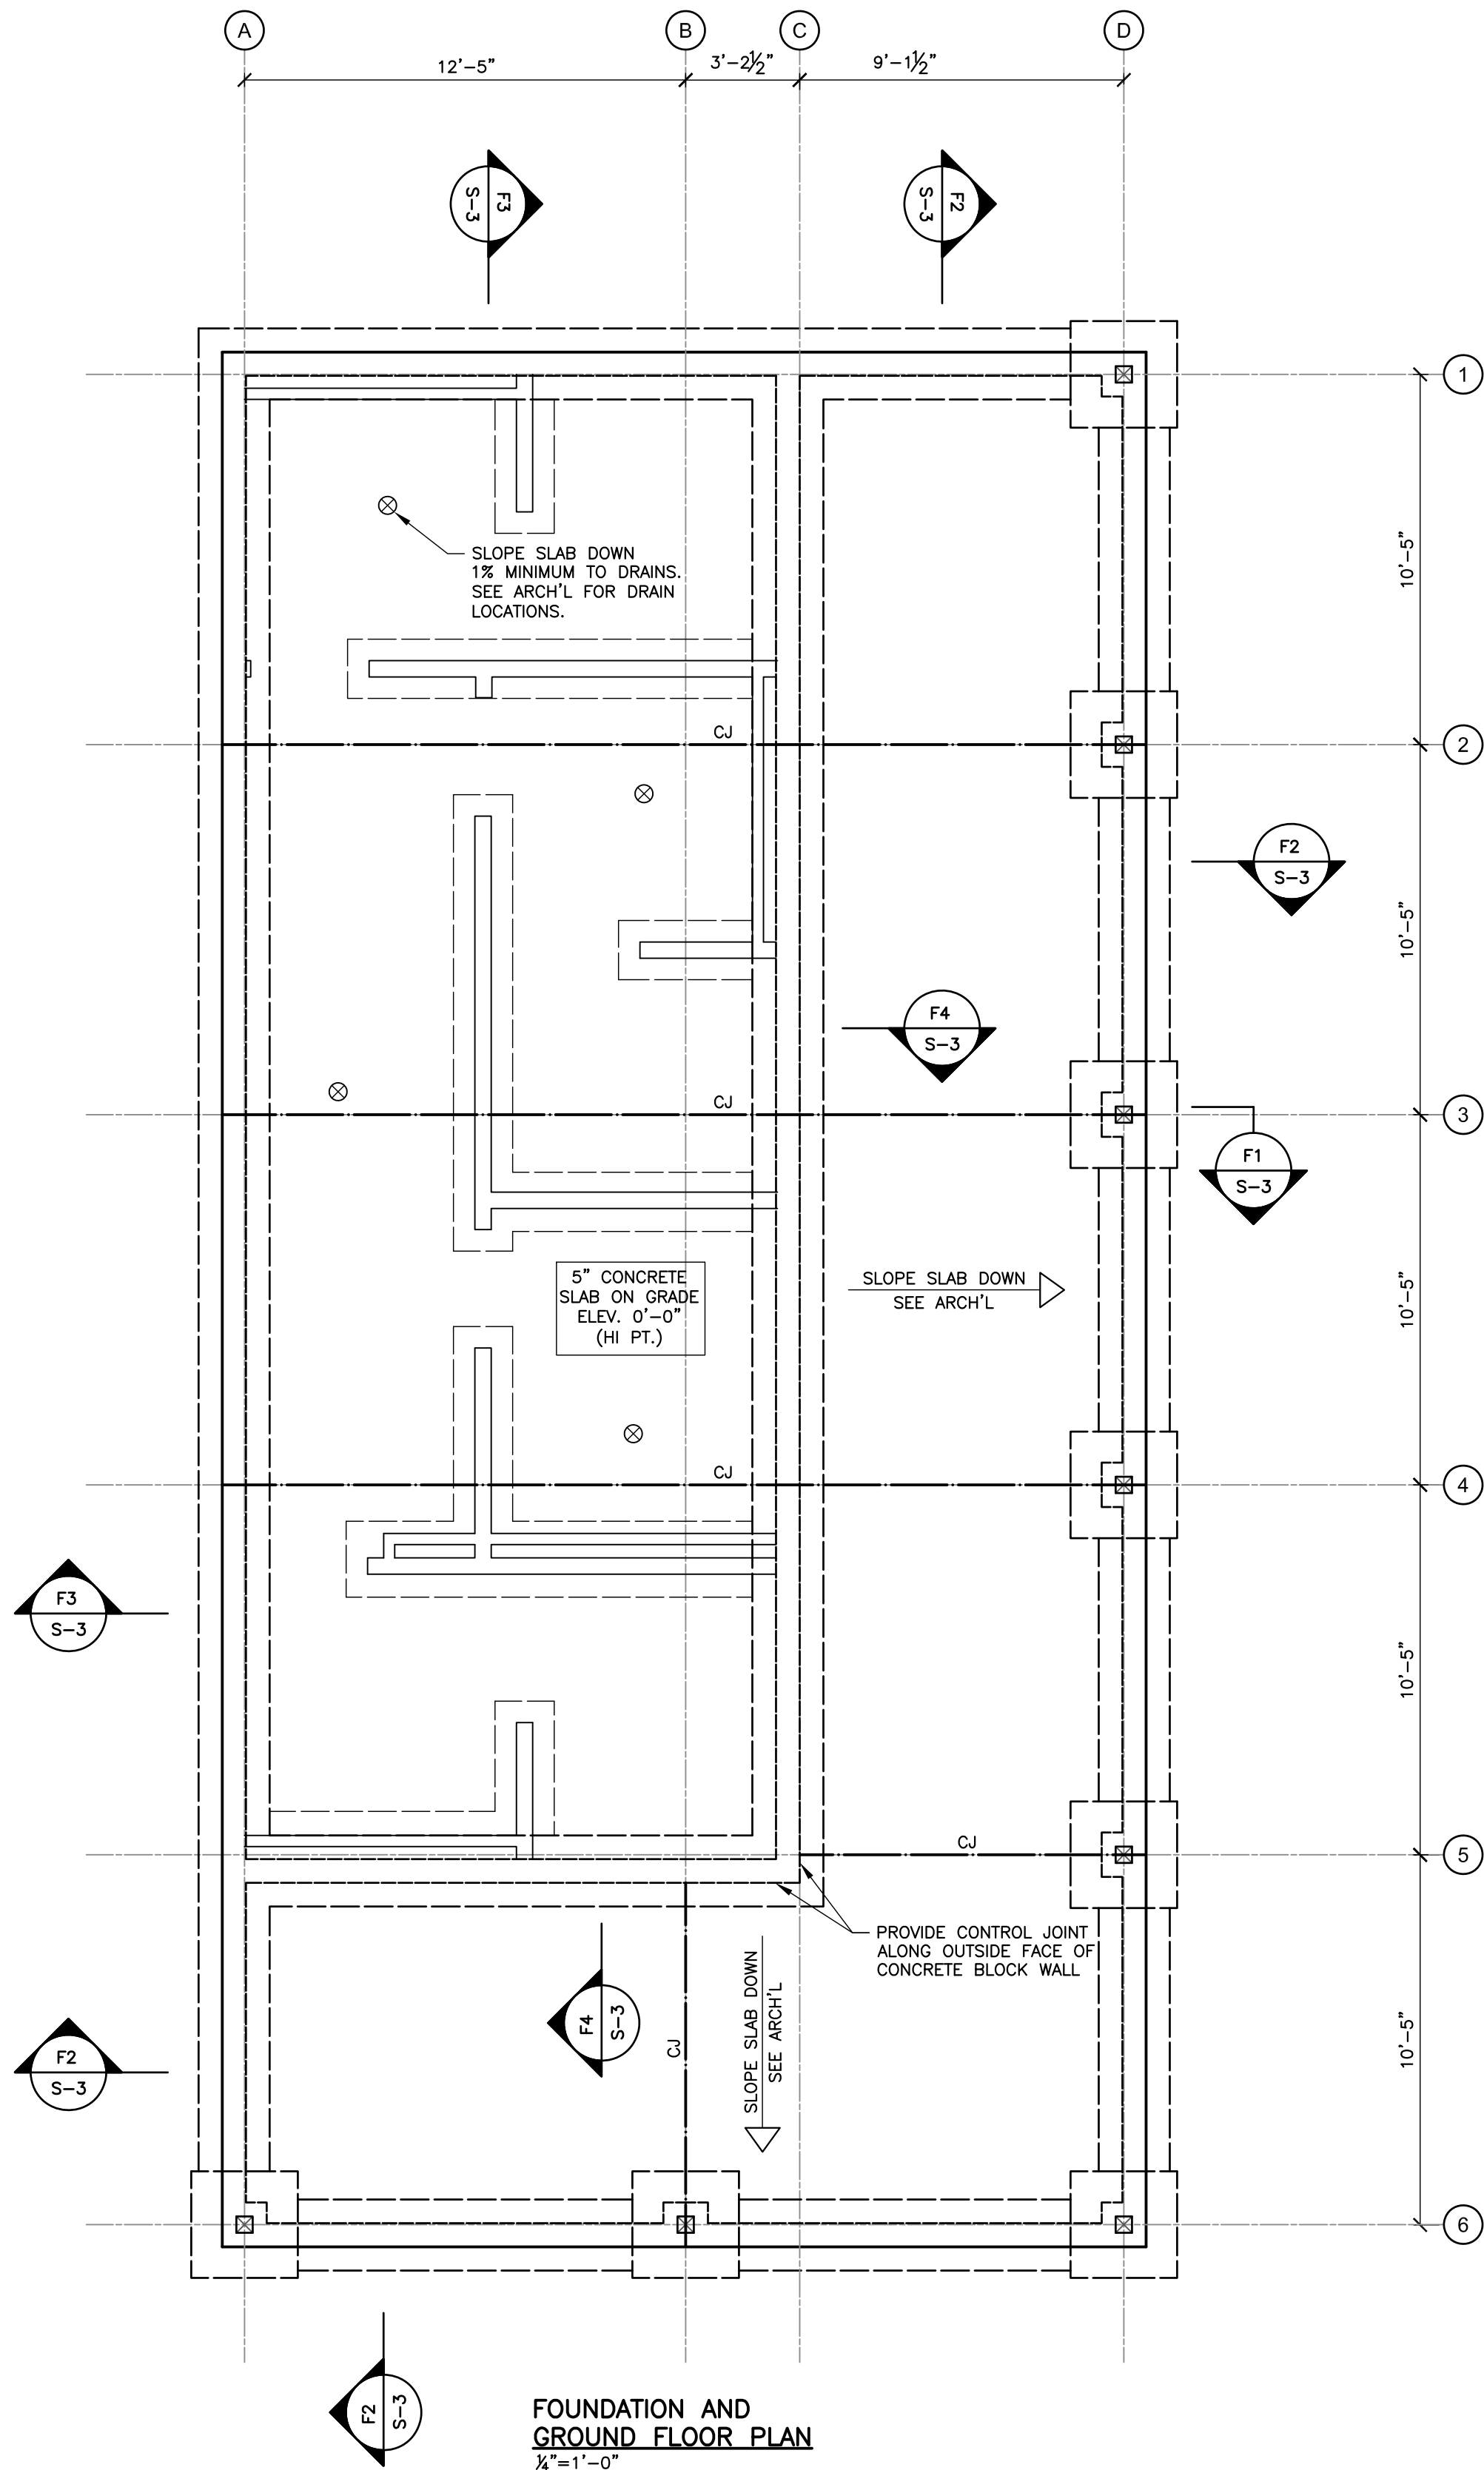 A
B
C
D
12'-5"
3'-2½"
9'-1½"
F3
S-3
F2
S-3
1
10'-5"
SLOPE SLAB DOWN
1% MINIMUM TO DRAINS.
SEE ARCH'L FOR DRAIN
LOCATIONS.
CJ
2
F2
S-3
10'-5"
F4
S-3
CJ
3
F1
S-3
5" CONCRETE
SLAB ON GRADE
ELEV. 0'-0"
(HI PT.)
SLOPE SLAB DOWN
SEE ARCH'L
10'-5"
CJ
4
F3
S-3
10'-5"
CJ
5
PROVIDE CONTROL JOINT
ALONG OUTSIDE FACE OF
CONCRETE BLOCK WALL
F4
S-3
CJ
SLOPE SLAB DOWN
SEE ARCH'L
10'-5"
F2
S-3
6
F2
S-3
FOUNDATION AND
GROUND FLOOR PLAN
¼"=1'-0"